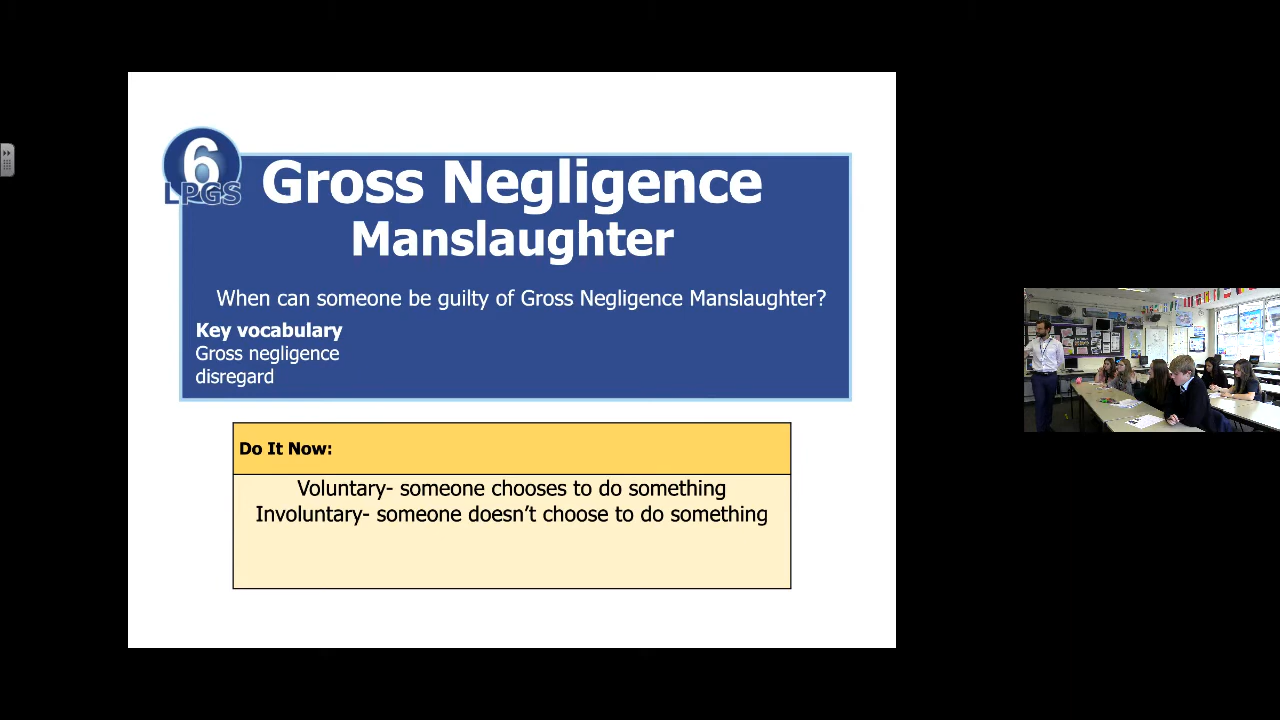 6
LPGS
Gross Negligence
Manslaughter
When can someone be guilty of Gross Negligence Manslaughter?
Key vocabulary
Gross negligence
disregard
Do It Now:
Voluntary- someone chooses to do something
Involuntary- someone doesn’t choose to do something